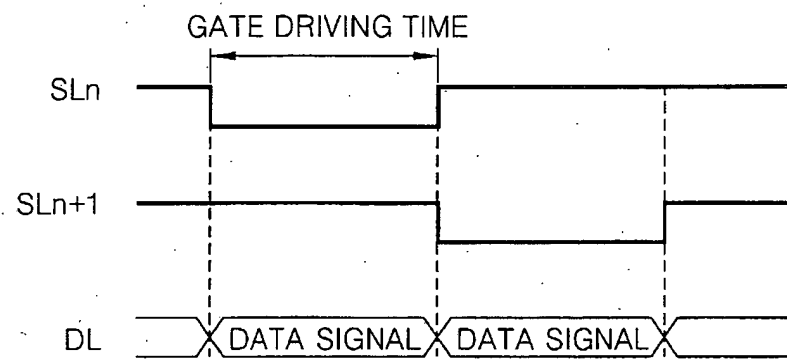 GATE DRIVING TIME
SLn
SLn+1
DL
DATA SIGNAL
DATA SIGNAL